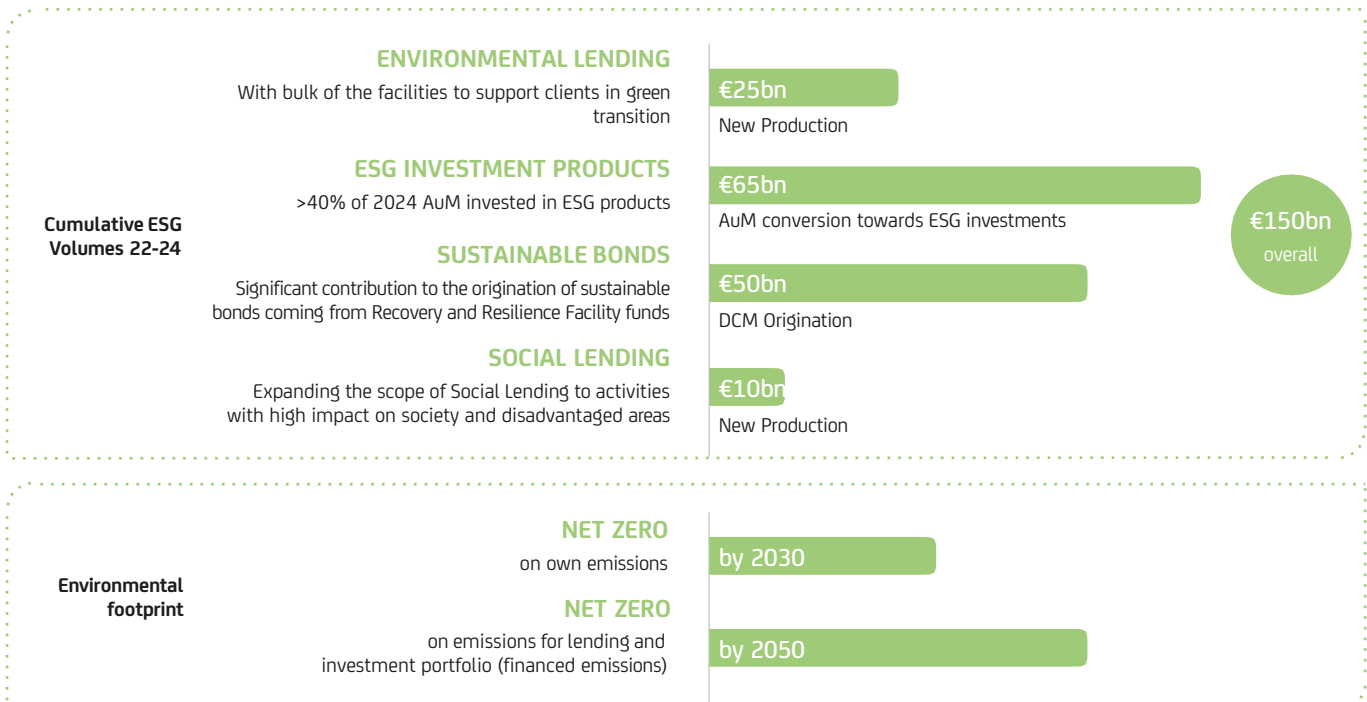 Cumulative ESG
Volumes 22-24
ENVIRONMENTAL LENDING
With bulk of the facilities to support clients in green
transition
€25bn
New Production
ESG INVESTMENT PRODUCTS
>40% of 2024 AuM invested in ESG products
€65bn
AuM conversion towards ESG investments
SUSTAINABLE BONDS
Significant contribution to the origination of sustainable
bonds coming from Recovery and Resilience Facility funds
€50bn
DCM Origination
SOCIAL LENDING
Expanding the scope of Social Lending to activities
with high impact on society and disadvantaged areas
€10bn
New Production
€150bn
overall
Environmental
footprint
NET ZERO
on own emissions
by 2030
NET ZERO
on emissions for lending and
investment portfolio (financed emissions)
by 2050